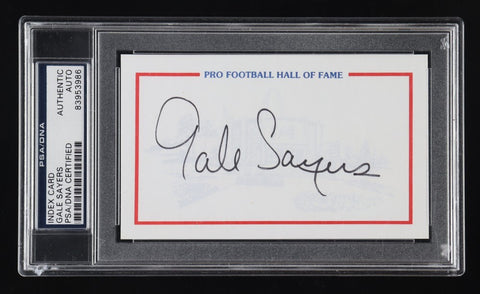 PSA/DNA
INDEX CARD
GALE SAYERS
PSA/DNA CERTIFIED
AUTHENTIC
AUTO
83953986
PRO FOOTBALL HALL OF FAME
Gale Sayers